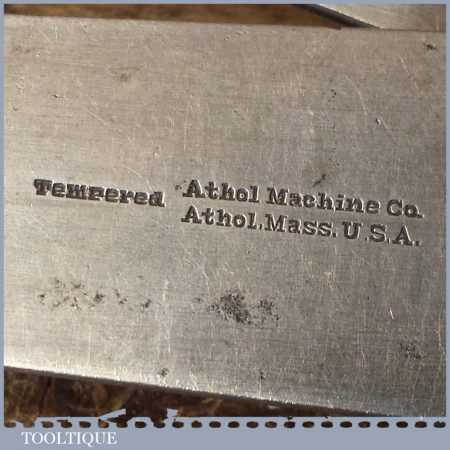 Tempered Athol Machine Co.
Athol.Mass.U.S.A.
TOOLTIQUE